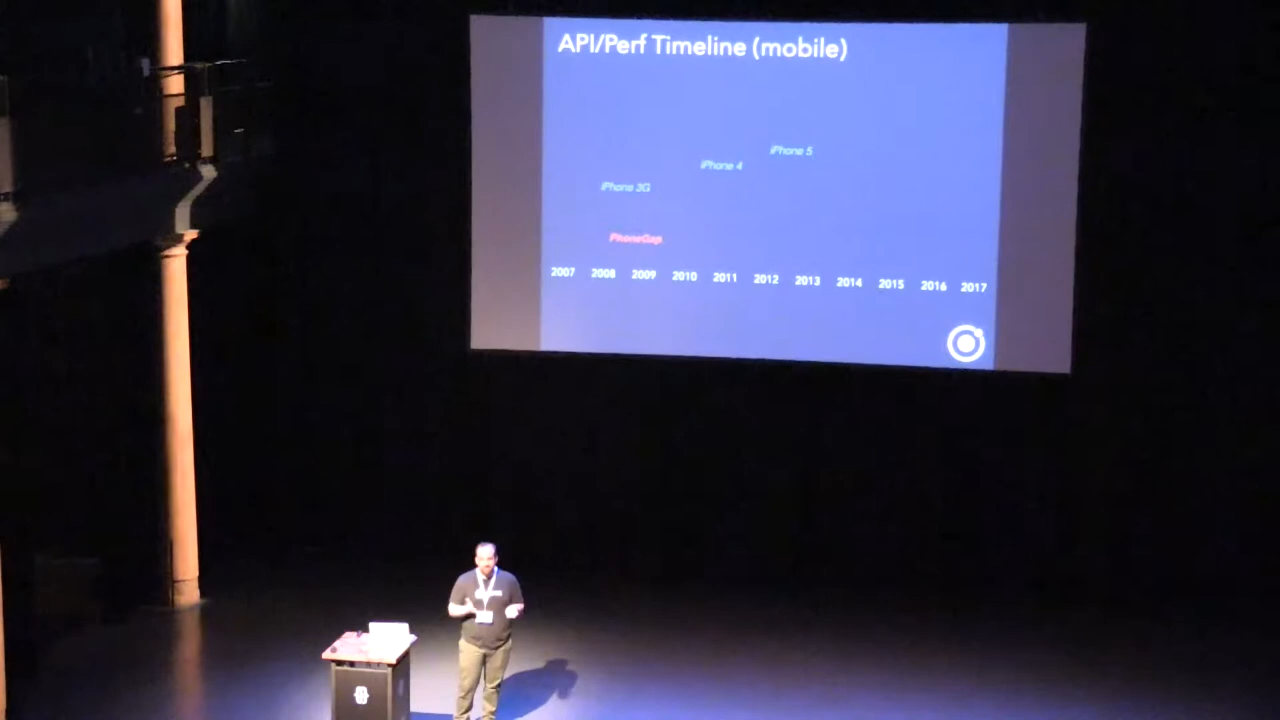 API/Perf Timeline (mobile)
iPhone 5
iPhone 4
iPhone 3G
PhoneGap
2007 2008 2009 2010 2011 2012 2013 2014 2015 2016 2017